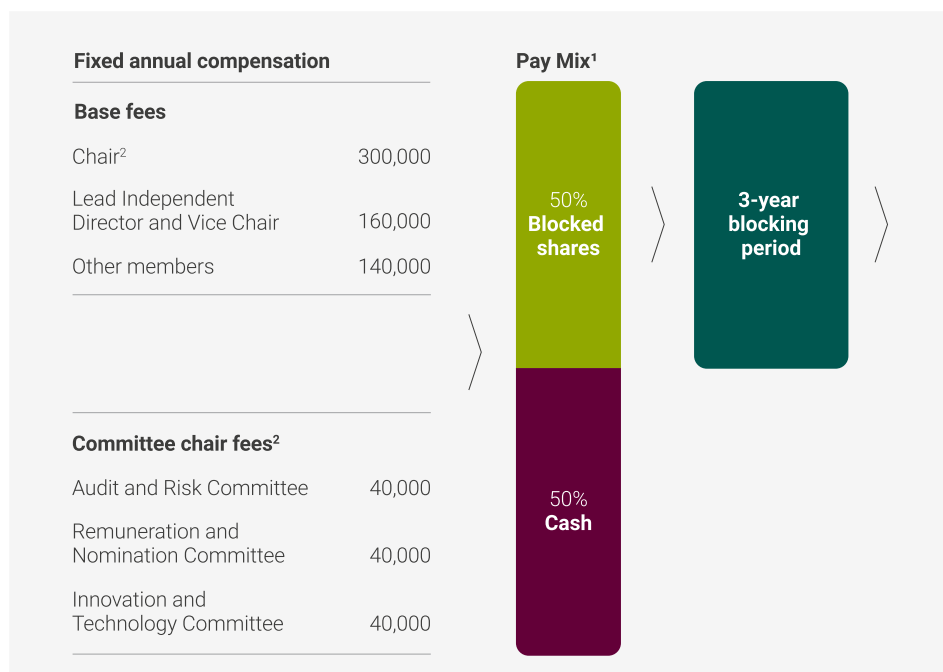 Fixed annual compensation
Base fees
Chair² 300,000
Lead Independent
Director and Vice Chair 160,000
Other members 140,000
Committee chair fees²
Audit and Risk Committee 40,000
Remuneration and
Nomination Committee 40,000
Innovation and
Technology Committee 40,000
Pay Mix¹
50%
Blocked
shares
50%
Cash
3-year
blocking
period